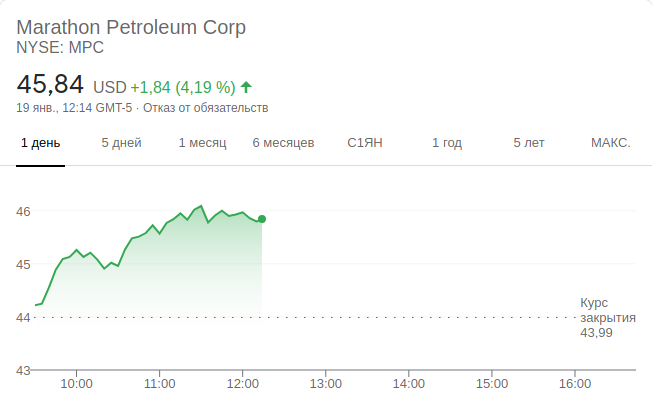 Marathon Petroleum Corp
NYSE: MPC
45,84 USD +1,84 (4,19 %)
19 янв., 12:14 GMT-5 · Отказ от обязательств
1 день 5 дней 1 месяц 6 месяцев С1ЯН 1 год 5 лет МАКС.
46
45
Курс
закрытия
44
43,99
43
10:00 11:00 12:00 13:00 14:00 15:00 16:00